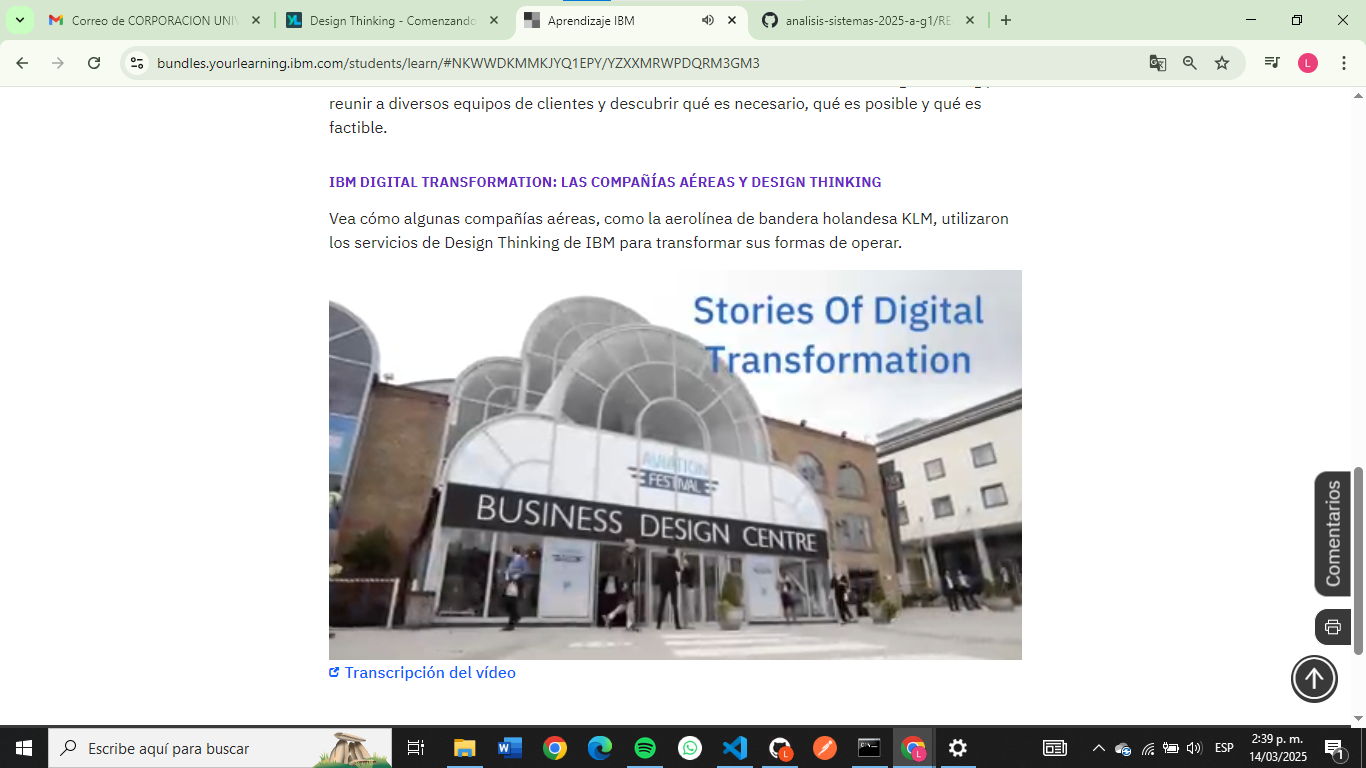 Correo de CORPORACION UNIV
Design Thinking - Comenzando
Aprendizaje IBM
analisis-sistemas-2025-a-g1/RE
bundles.yourlearning.ibm.com/students/learn/#NKWWDKMMKJYQ1EPY/YZXXMRWPDQRM3GM3
L
reunir a diversos equipos de clientes y descubrir qué es necesario, qué es posible y qué es
factible.
IBM DIGITAL TRANSFORMATION: LAS COMPAÑÍAS AÉREAS Y DESIGN THINKING
Vea cómo algunas compañías aéreas, como la aerolínea de bandera holandesa KLM, utilizaron
los servicios de Design Thinking de IBM para transformar sus formas de operar.
Stories Of Digital
Transformation
AVIATION
FESTIVAL
BUSINESS DESIGN CENTRE
Transcripción del vídeo
Comentarios
Escribe aquí para buscar
ESP
2:39 p. m.
14/03/2025
1